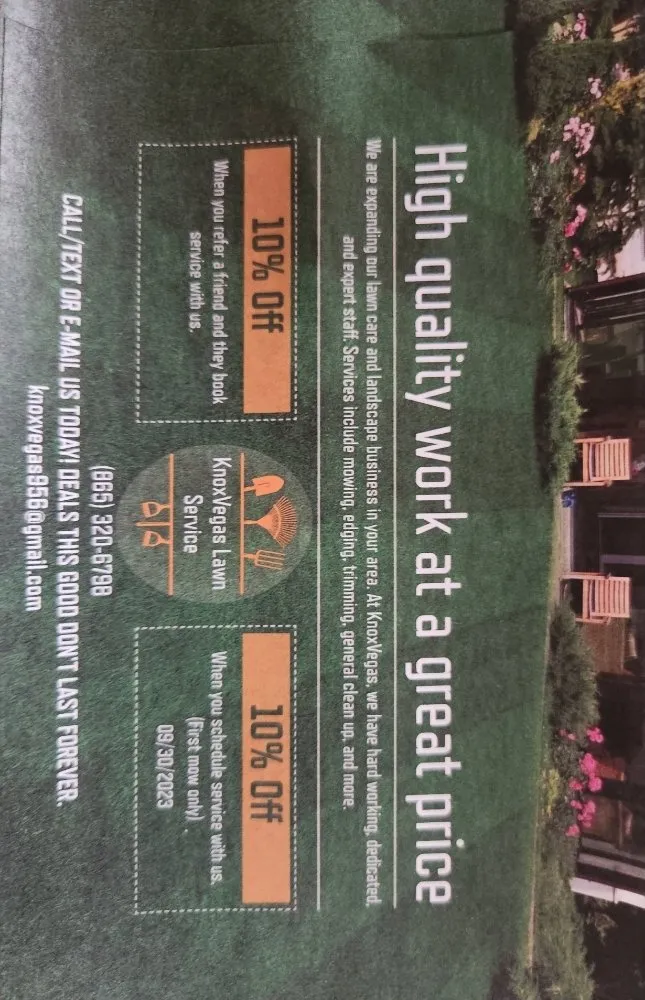 High quality work at a great price
We are expanding our lawn care and landscape business in your area. At KnoxVegas, we have hard working, dedicated,
and expert staff. Services include mowing, edging, trimming, general clean up, and more.
10% Off
When you refer a friend and they book
service with us.
KnoxVegas Lawn
Service
10% Off
When you schedule service with us.
(First mow only) .
09/30/2023
(865) 320-6798
CALL/TEXT OR E-MAIL US TODAY! DEALS THIS GOOD DON'T LAST FOREVER.
knoxvegas856@gmail.com